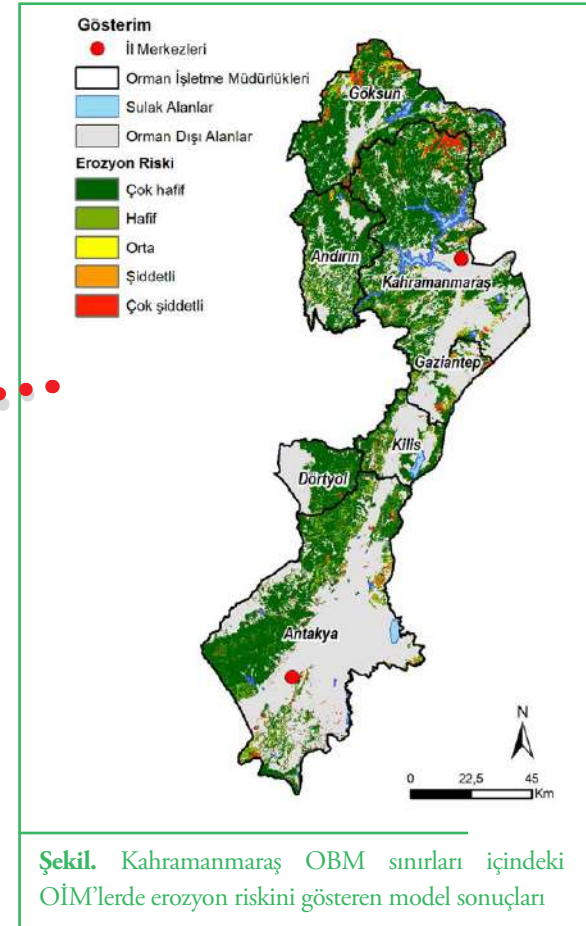 Gösterim
İl Merkezleri
Orman İşletme Müdürlükleri
Sulak Alanlar
Orman Dışı Alanlar
Erozyon Riski
Çok hafif
Hafif
Orta
Şiddetli
Çok şiddetli
Göksun
Andırın
Kahramanmaraş
Gaziantep
Kilis
Dörtyol
Antakya
N
0 22,5 45
Km
Şekil. Kahramanmaraş OBM sınırları içindeki
OİM'lerde erozyon riskini gösteren model sonuçları